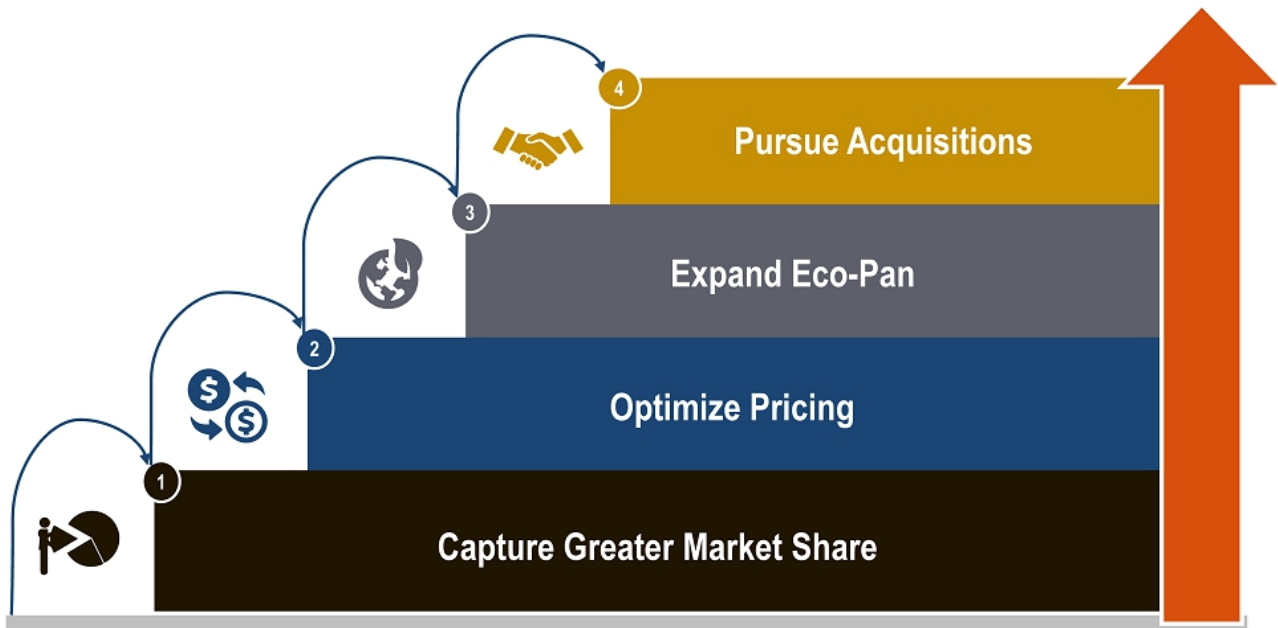 4
Pursue Acquisitions
3
Expand Eco-Pan
2
$
$
Optimize Pricing
1
Capture Greater Market Share